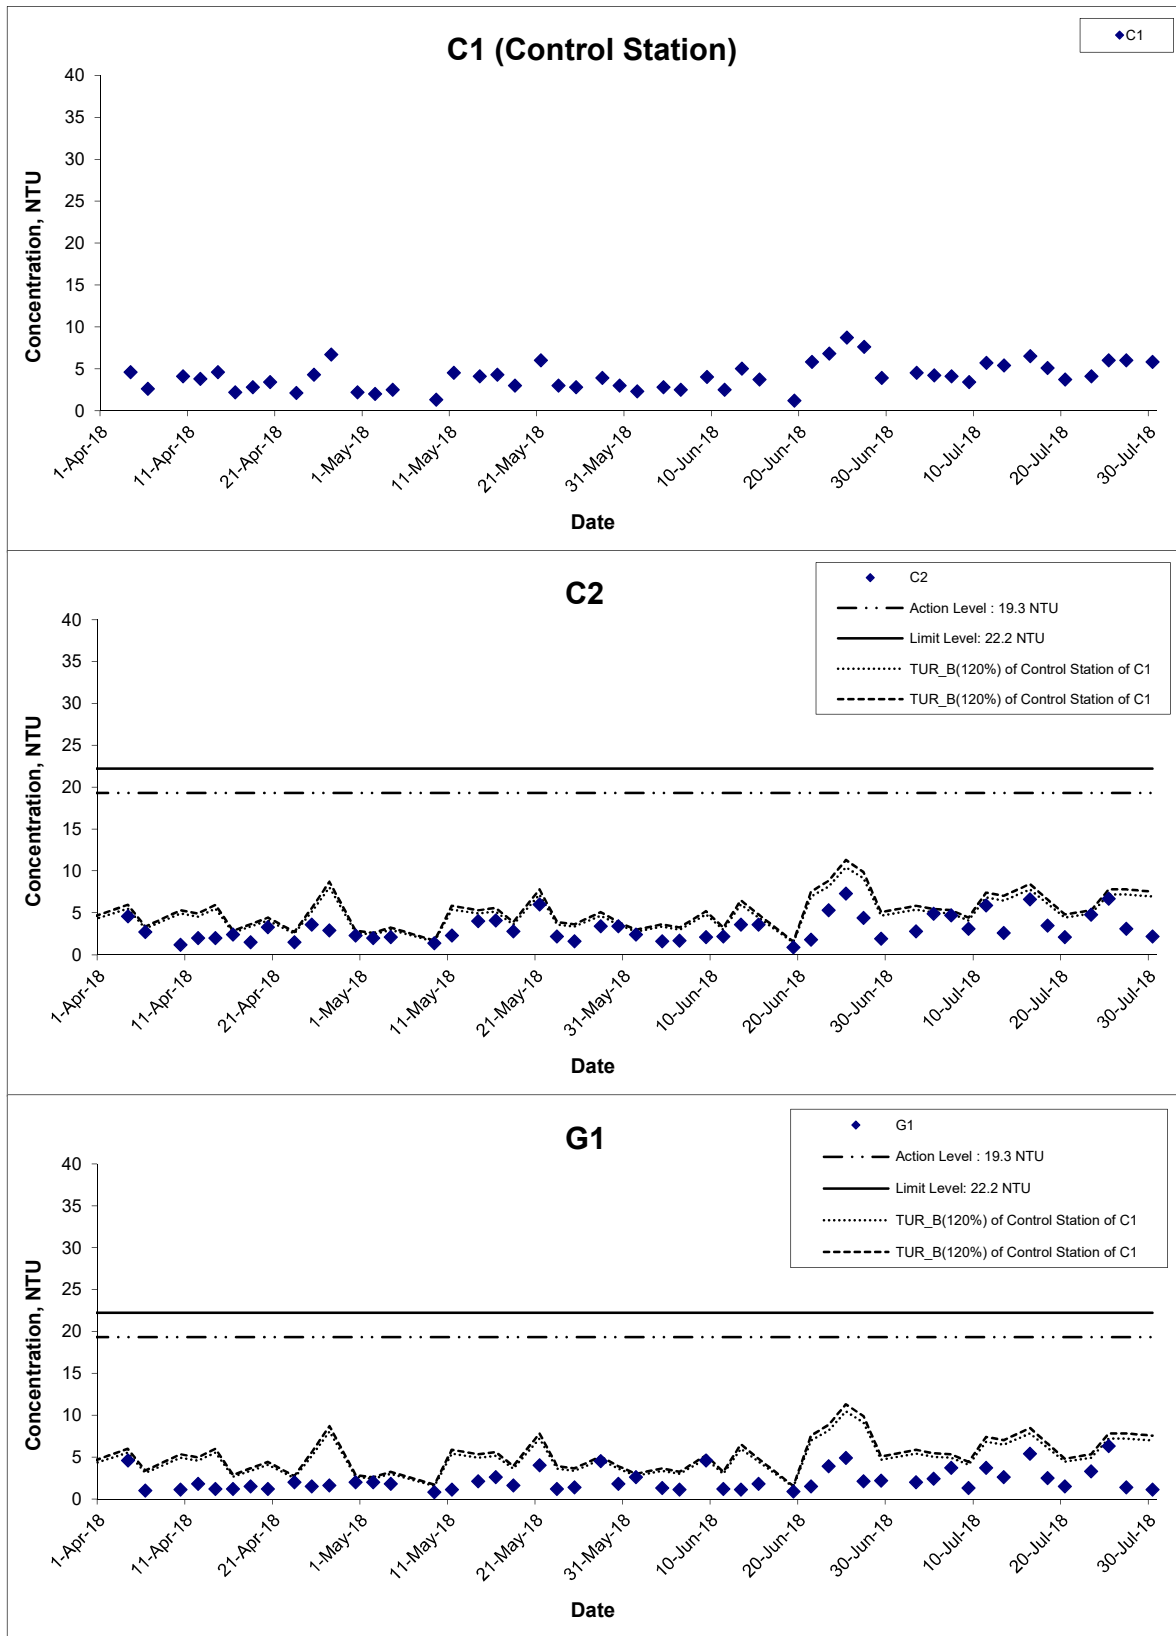 C1 (Control Station)
C1
40
35
30
25
20
15
10
5
0
Concentration, NTU
1-Apr-18
11-Apr-18
21-Apr-18
1-May-18
11-May-18
21-May-18
31-May-18
10-Jun-18
20-Jun-18
30-Jun-18
10-Jul-18
20-Jul-18
30-Jul-18
Date
C2
C2
Action Level : 19.3 NTU
Limit Level: 22.2 NTU
TUR_B(120%) of Control Station of C1
TUR_B(120%) of Control Station of C1
40
35
30
25
20
15
10
5
0
Concentration, NTU
1-Apr-18
11-Apr-18
21-Apr-18
1-May-18
11-May-18
21-May-18
31-May-18
10-Jun-18
20-Jun-18
30-Jun-18
10-Jul-18
20-Jul-18
30-Jul-18
Date
G1
G1
Action Level : 19.3 NTU
Limit Level: 22.2 NTU
TUR_B(120%) of Control Station of C1
TUR_B(120%) of Control Station of C1
40
35
30
25
20
15
10
5
0
Concentration, NTU
1-Apr-18
11-Apr-18
21-Apr-18
1-May-18
11-May-18
21-May-18
31-May-18
10-Jun-18
20-Jun-18
30-Jun-18
10-Jul-18
20-Jul-18
30-Jul-18
Date